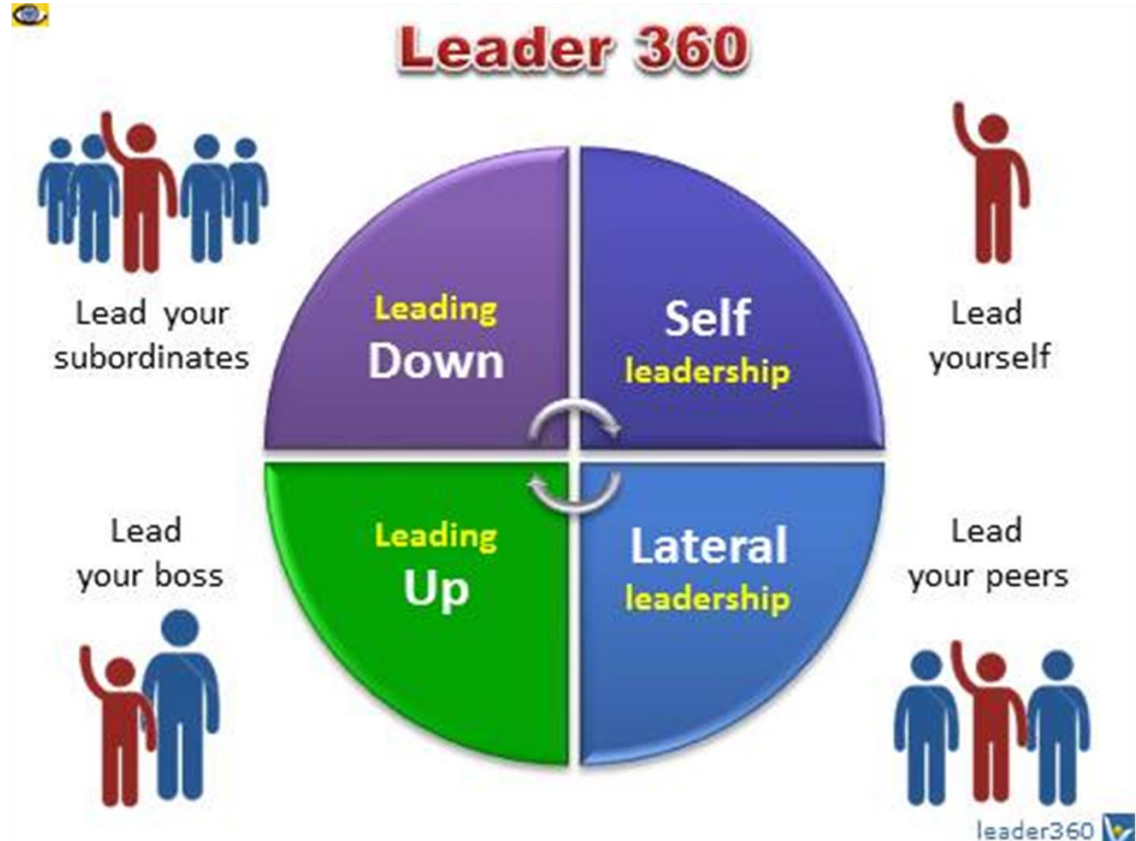 Leader 360
Lead your
subordinates
Leading
Down
Self
leadership
Lead
yourself
Lead
your boss
Leading
Up
Lateral
leadership
Lead
your peers
leader360